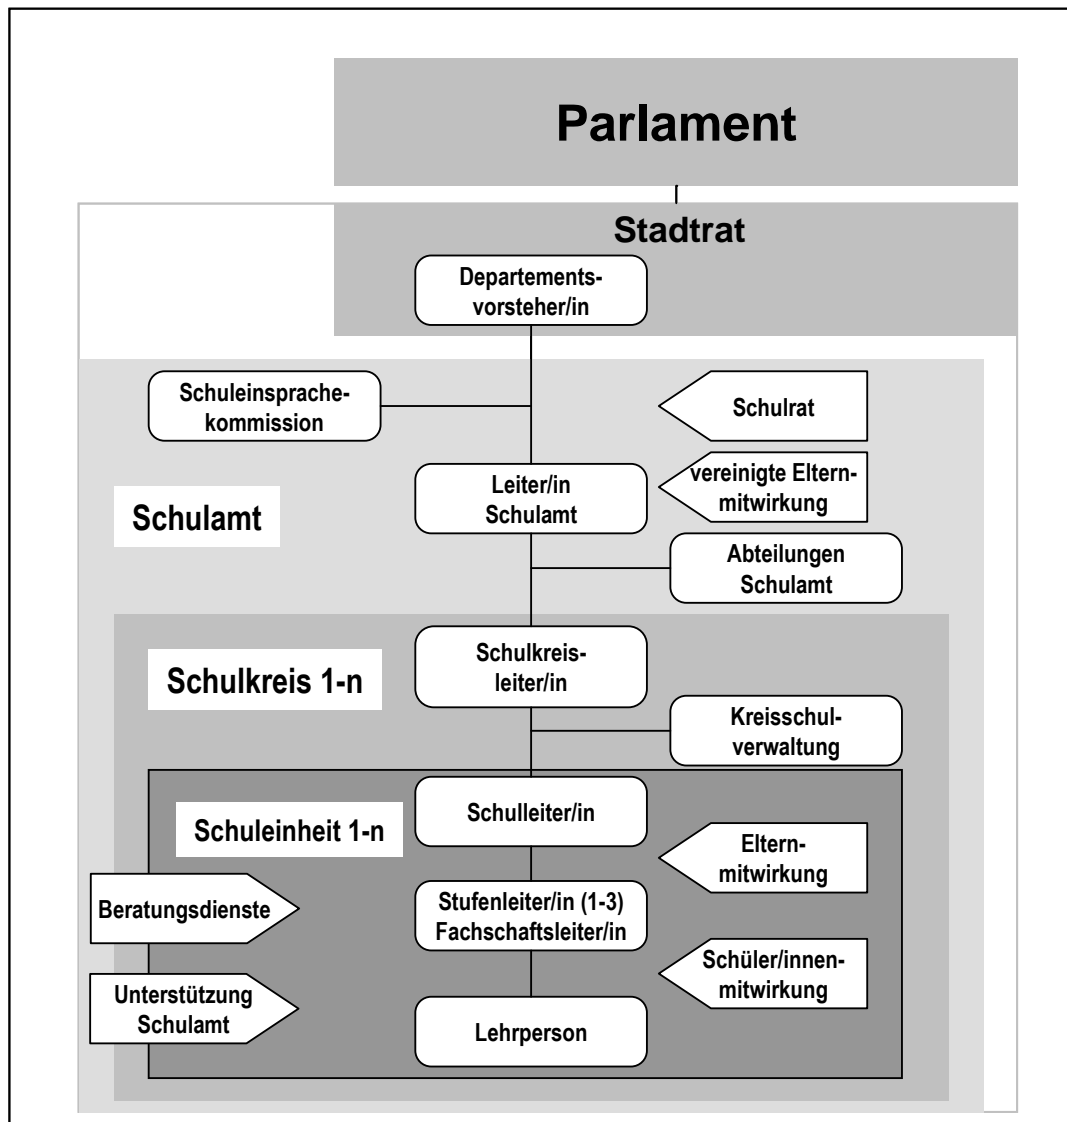 Parlament
Stadtrat
Departements-
vorsteher/in
Schuleinsprache-
kommission
Schulrat
Leiter/in
Schulamt
vereinigte Eltern-
mitwirkung
Schulamt
Abteilungen
Schulamt
Schulkreis 1-n
Schulkreis-
leiter/in
Kreisschul-
verwaltung
Schuleinheit 1-n
Schulleiter/in
Eltern-
mitwirkung
Beratungsdienste
Stufenleiter/in (1-3)
Fachschaftsleiter/in
Schüler/innen-
mitwirkung
Unterstützung
Schulamt
Lehrperson